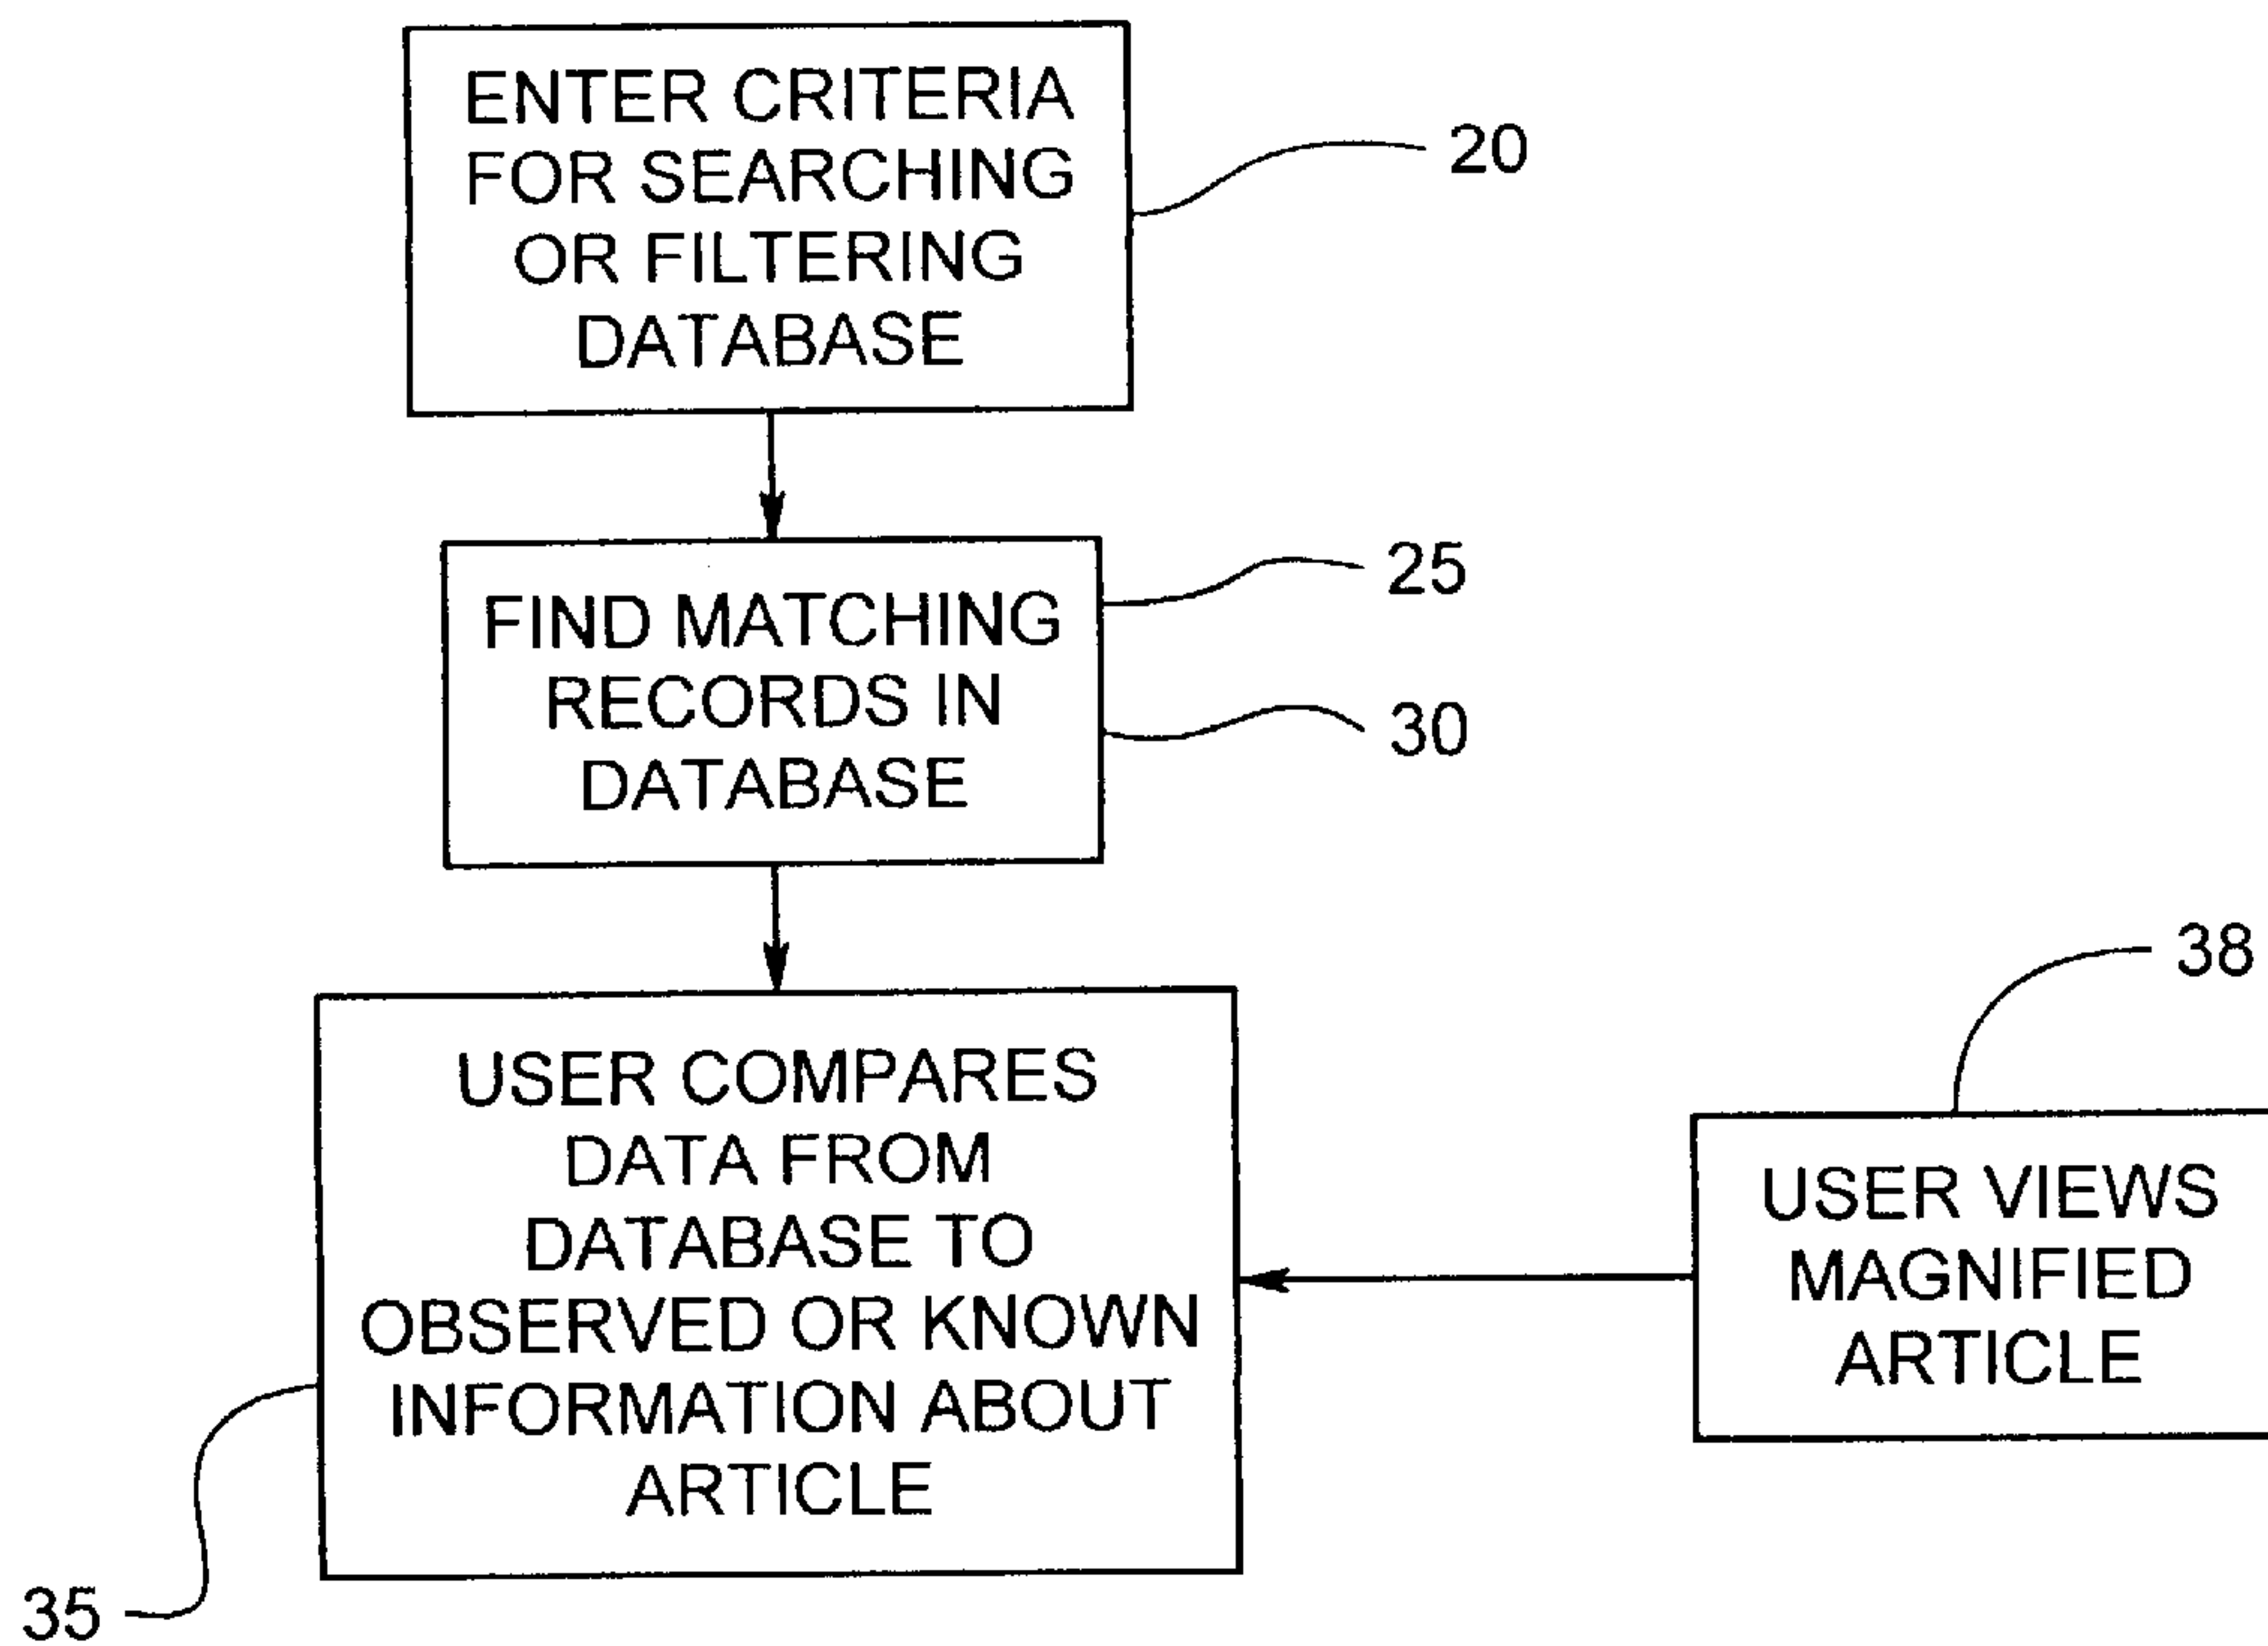 ENTER CRITERIA
FOR SEARCHING
OR FILTERING
DATABASE
20
FIND MATCHING
RECORDS IN
DATABASE
25
30
USER COMPARES
DATA FROM
DATABASE TO
OBSERVED OR KNOWN
INFORMATION ABOUT
ARTICLE
35
38
USER VIEWS
MAGNIFIED
ARTICLE